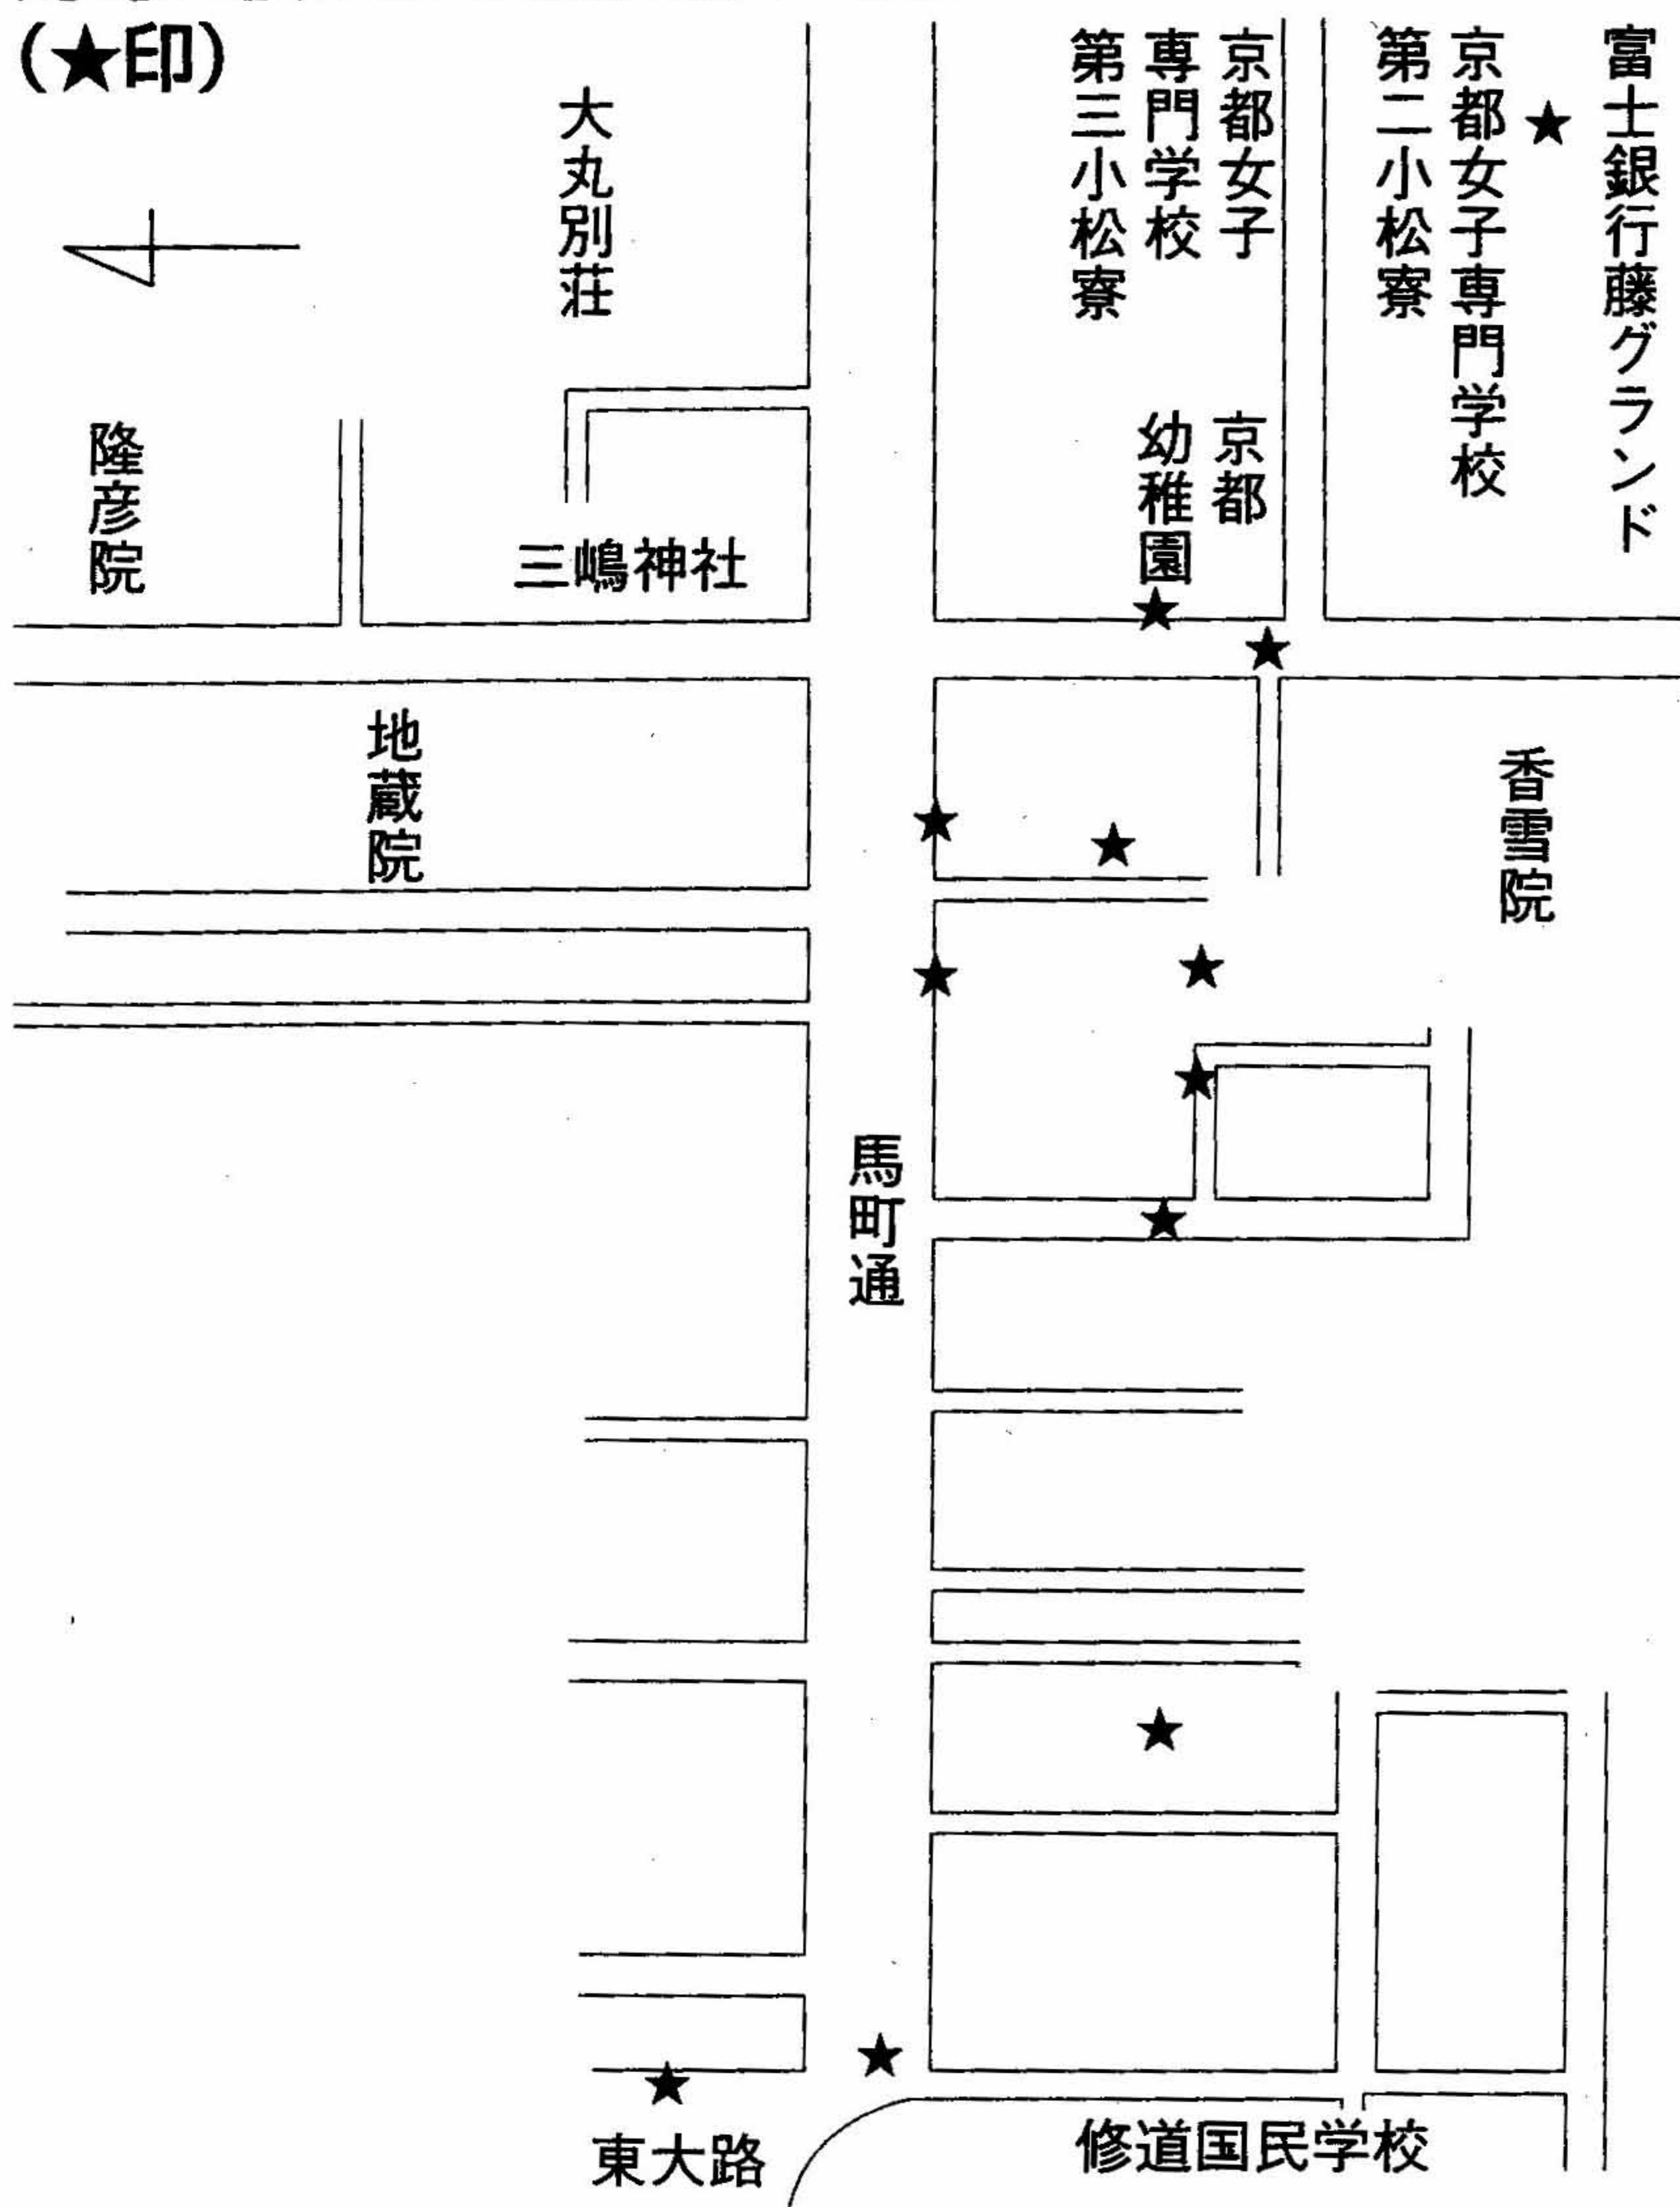 (★印)
富士銀行藤グランド
京都女子専門学校
第二小松寮
京都女子
専門学校
第三小松寮
大丸別荘
京都
幼稚園
隆彦院
三嶋神社
地蔵院
香雪院
馬町通
東大路
修道国民学校